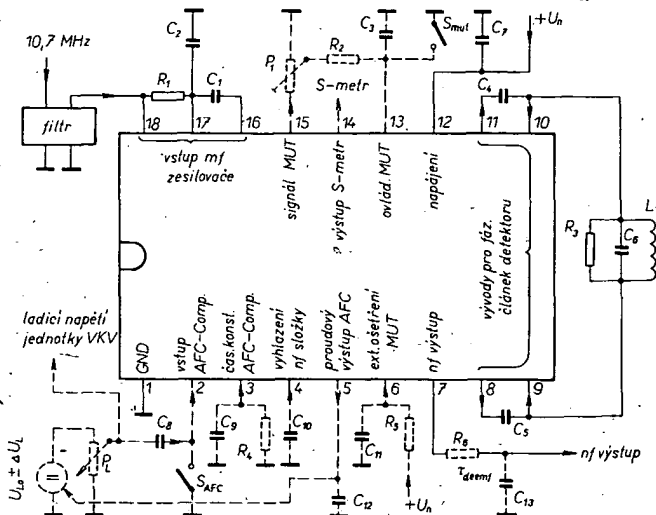 10,7 MHz
filtr
C2
R1
C1
P1
R2
C3
Smut
C7
+Un
S-metr
C4
18
17
16
15
14
13
12
11
10
vstup mf
zesilovače
signál MUT
? výstup S-metr
ovlád. MUT
napájení
vývody pro fáz.
článek detektoru
R3
C6
L
GND
vstup
AFC-Comp.
čas. konst.
AFC-Comp.
vyhlazení
nf složky
proudový
výstup AFC
ext. ošetření
MUT
nf výstup
1
2
3
4
5
6
7
8
9
ladicí napětí
jednotky VKV
UL0 ± ΔUL
PL
C8
SAFC
C9
R4
C10
C12
C11
R5
+Un
C5
R6
τdeemf
C13
nf výstup